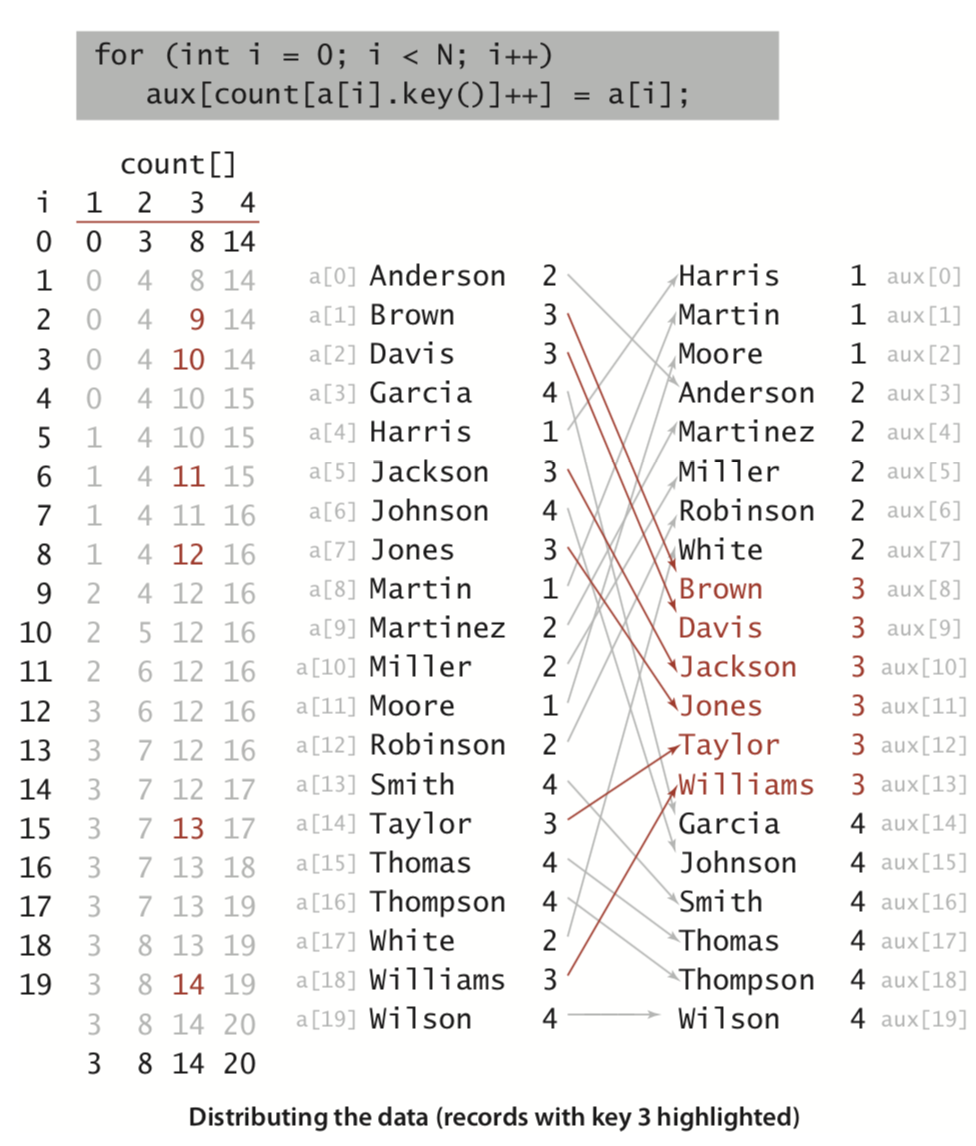 for (int i = 0; i < N; i++)
aux[count[a[i].key()]++] = a[i];
count[]
i 1 2 3 4
0 0 3 8 14
1 0 4 8 14 a[0] Anderson 2 Harris 1 aux[0]
2 0 4 9 14 a[1] Brown 3 Martin 1 aux[1]
3 0 4 10 14 a[2] Davis 3 Moore 1 aux[2]
4 0 4 10 15 a[3] Garcia 4 Anderson 2 aux[3]
5 1 4 10 15 a[4] Harris 1 Martinez 2 aux[4]
6 1 4 11 15 a[5] Jackson 3 Miller 2 aux[5]
7 1 4 11 16 a[6] Johnson 4 Robinson 2 aux[6]
8 1 4 12 16 a[7] Jones 3 White 2 aux[7]
9 2 4 12 16 a[8] Martin 1 Brown 3 aux[8]
10 2 5 12 16 a[9] Martinez 2 Davis 3 aux[9]
11 2 6 12 16 a[10] Miller 2 Jackson 3 aux[10]
12 3 6 12 16 a[11] Moore 1 Jones 3 aux[11]
13 3 7 12 16 a[12] Robinson 2 Taylor 3 aux[12]
14 3 7 12 17 a[13] Smith 4 Williams 3 aux[13]
15 3 7 13 17 a[14] Taylor 3 Garcia 4 aux[14]
16 3 7 13 18 a[15] Thomas 4 Johnson 4 aux[15]
17 3 7 13 19 a[16] Thompson 4 Smith 4 aux[16]
18 3 8 13 19 a[17] White 2 Thomas 4 aux[17]
19 3 8 14 19 a[18] Williams 3 Thompson 4 aux[18]
3 8 14 20 a[19] Wilson 4 Wilson 4 aux[19]
3 8 14 20
Distributing the data (records with key 3 highlighted)